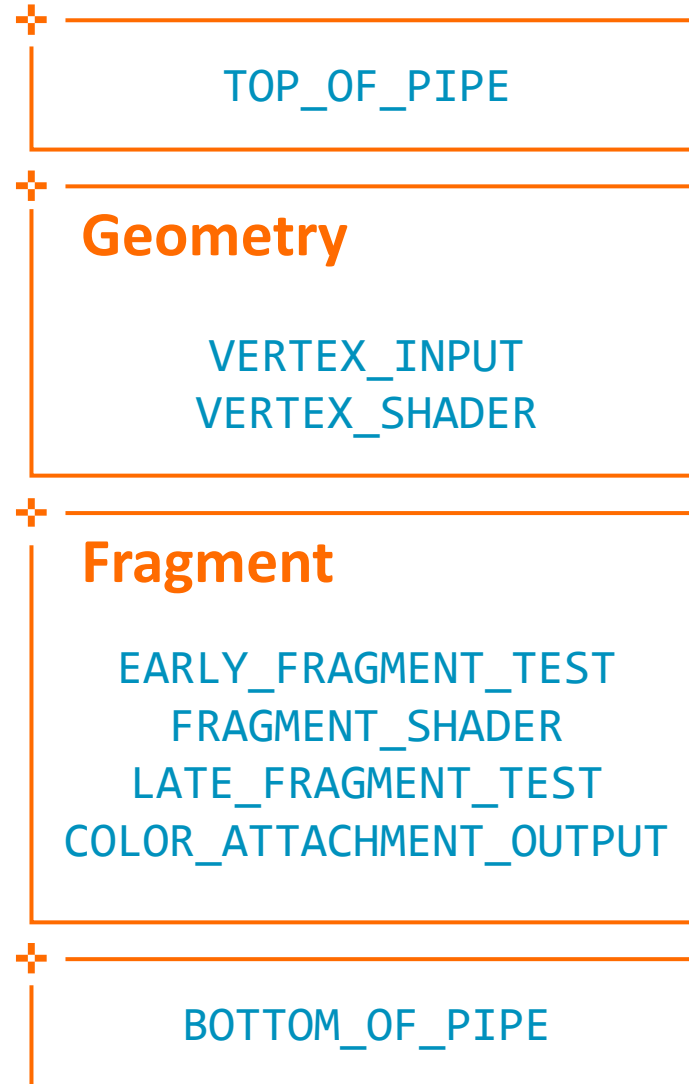 TOP_OF_PIPE
Geometry
VERTEX_INPUT
VERTEX_SHADER
Fragment
EARLY_FRAGMENT_TEST
FRAGMENT_SHADER
LATE_FRAGMENT_TEST
COLOR_ATTACHMENT_OUTPUT
BOTTOM_OF_PIPE